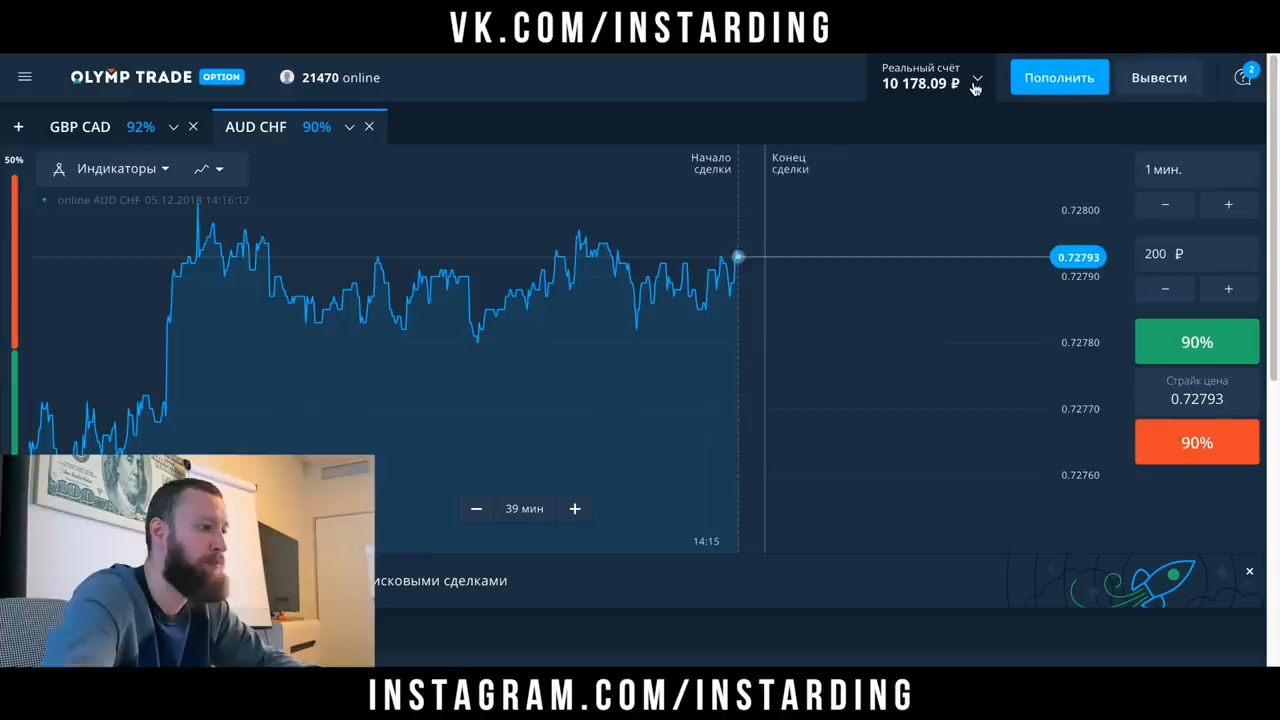 VK.COM/INSTARDING
OLYMP TRADE OPTION
21470 online
Реальный счёт
10 178.09 ₽
Пополнить
Вывести
2
+ GBP CAD 92%
AUD CHF 90%
50%
Индикаторы
online AUD CHF 05.12.2018 14:16:12
Начало
сделки
Конец
сделки
0.72800
0.72793
0.72790
0.72780
0.72770
0.72760
1 мин.
− +
200 ₽
− +
90%
Страйк цена
0.72793
90%
− 39 мин +
14:15
исковыми сделками
100
INSTAGRAM.COM/INSTARDING